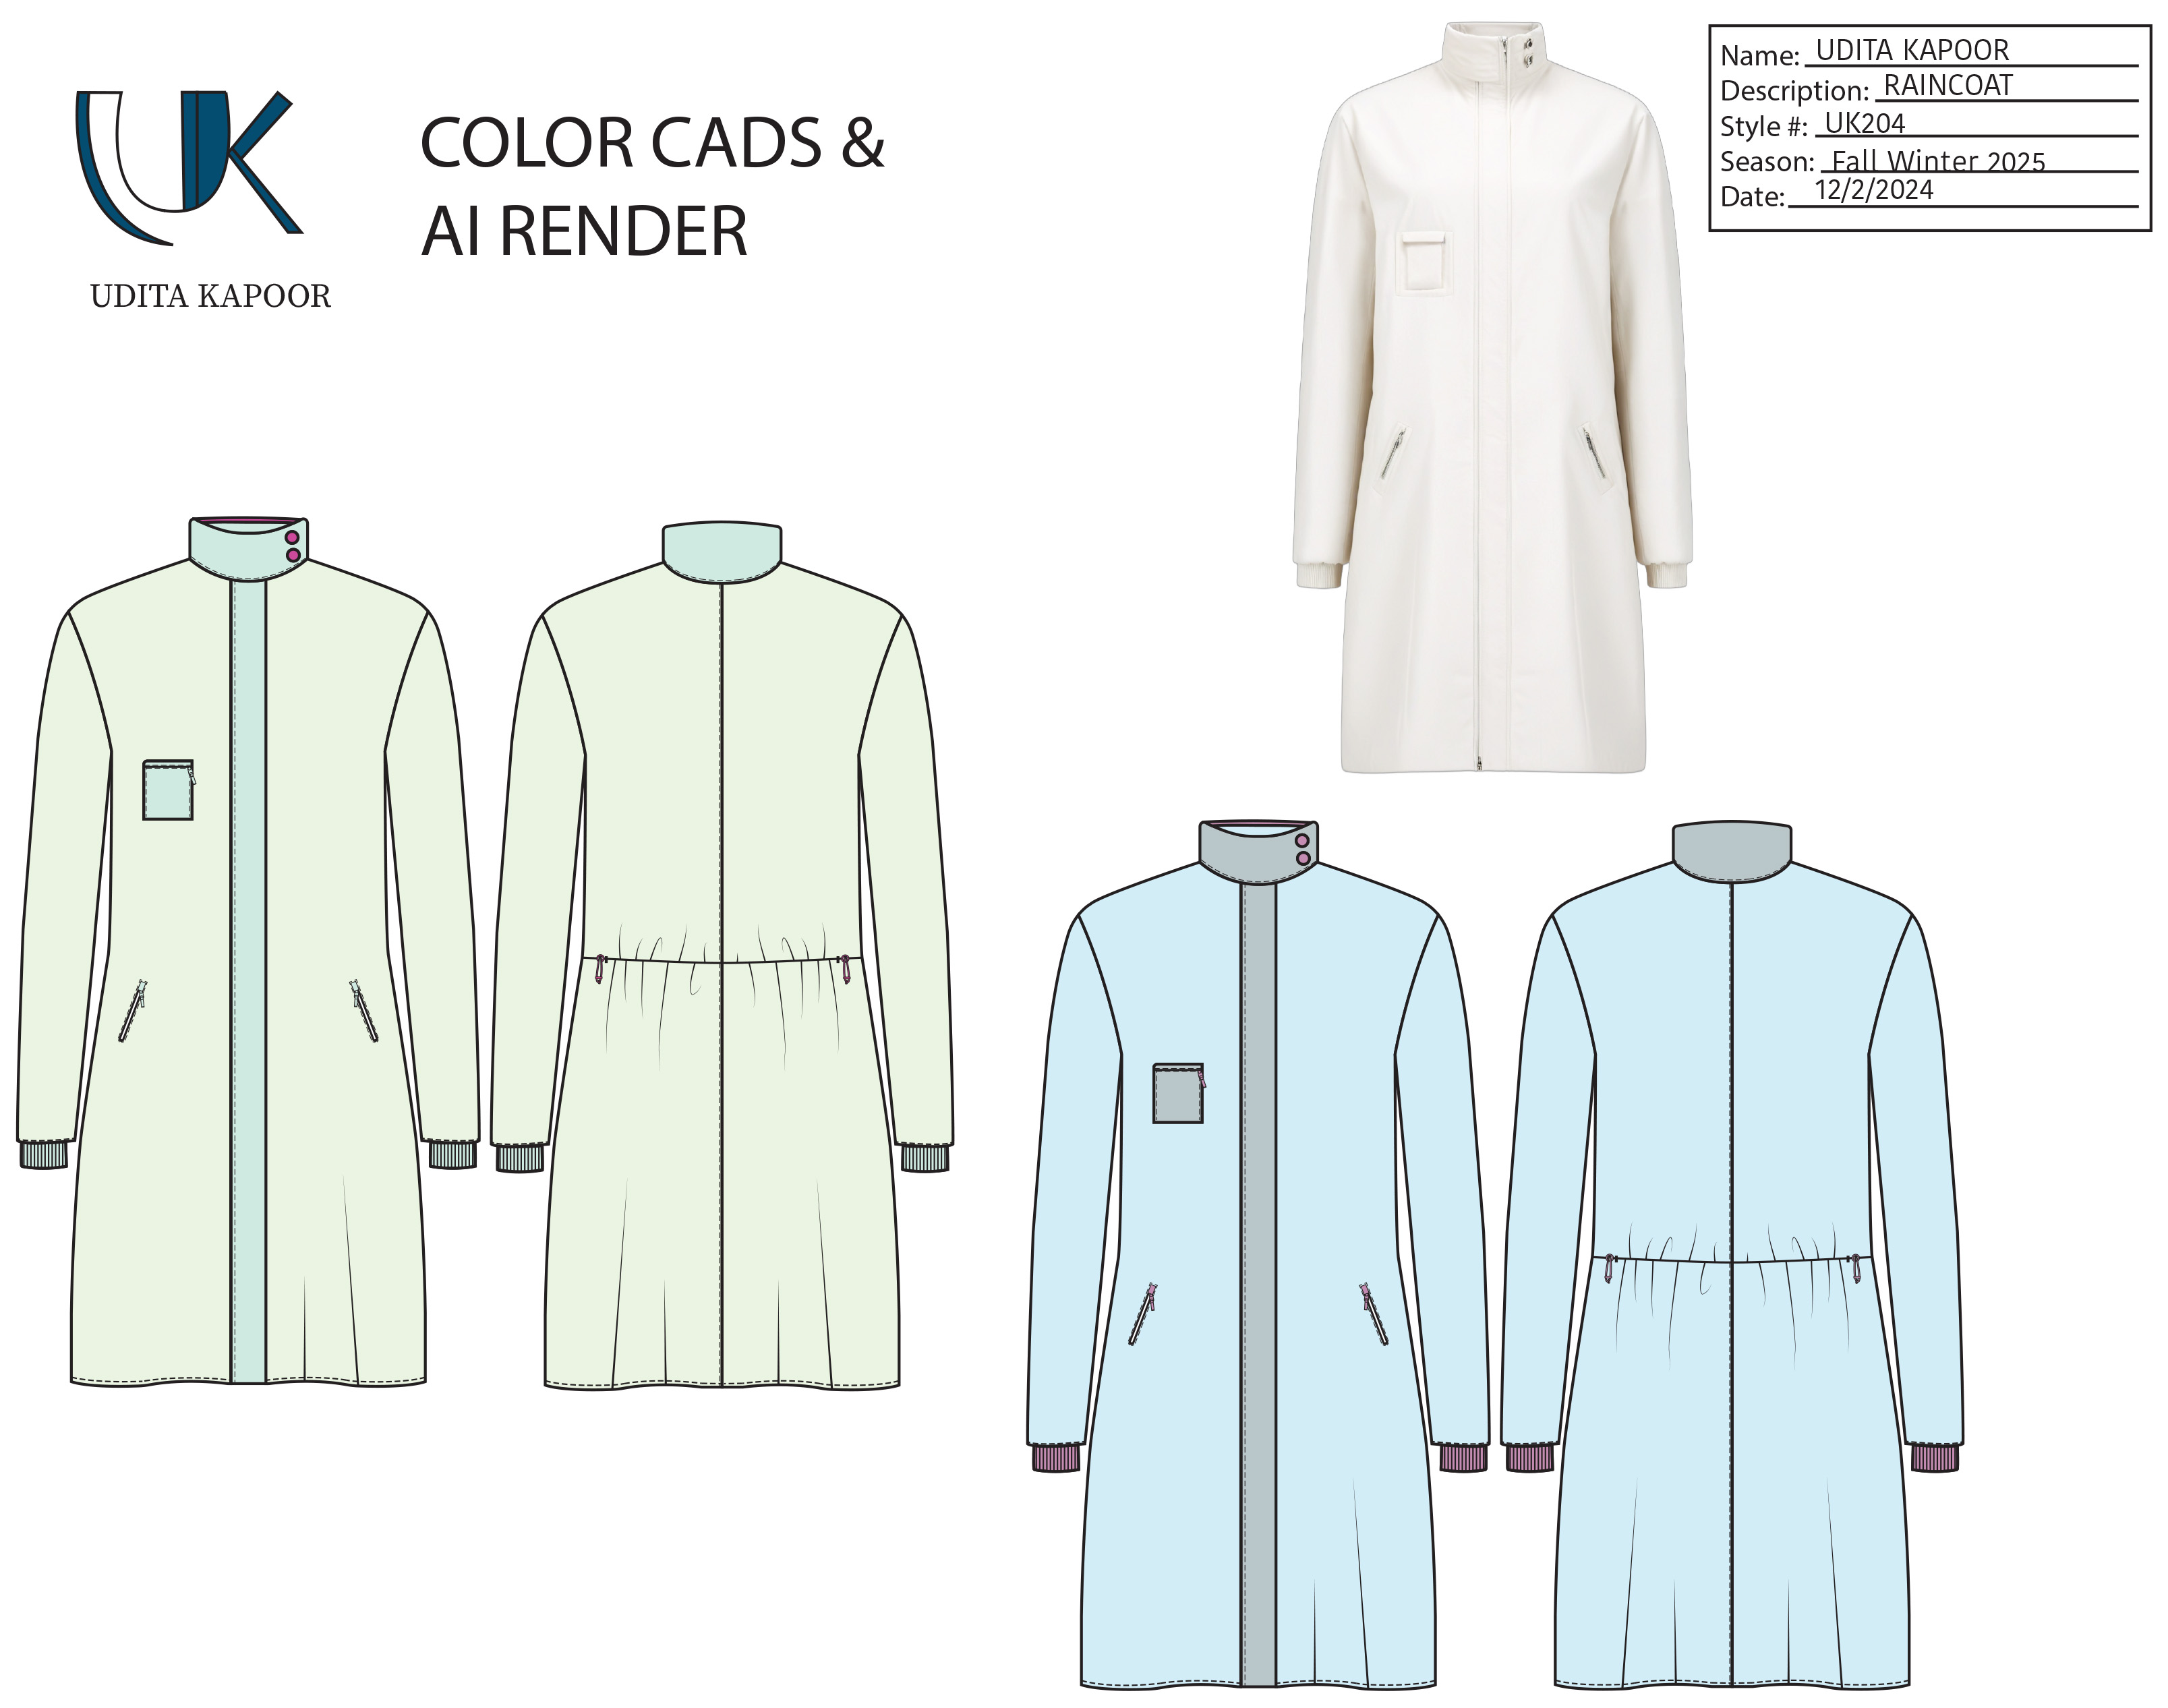 UK
UDITA KAPOOR
COLOR CADS &
AI RENDER
Name: UDITA KAPOOR
Description: RAINCOAT
Style #: UK204
Season: Fall Winter 2025
Date: 12/2/2024